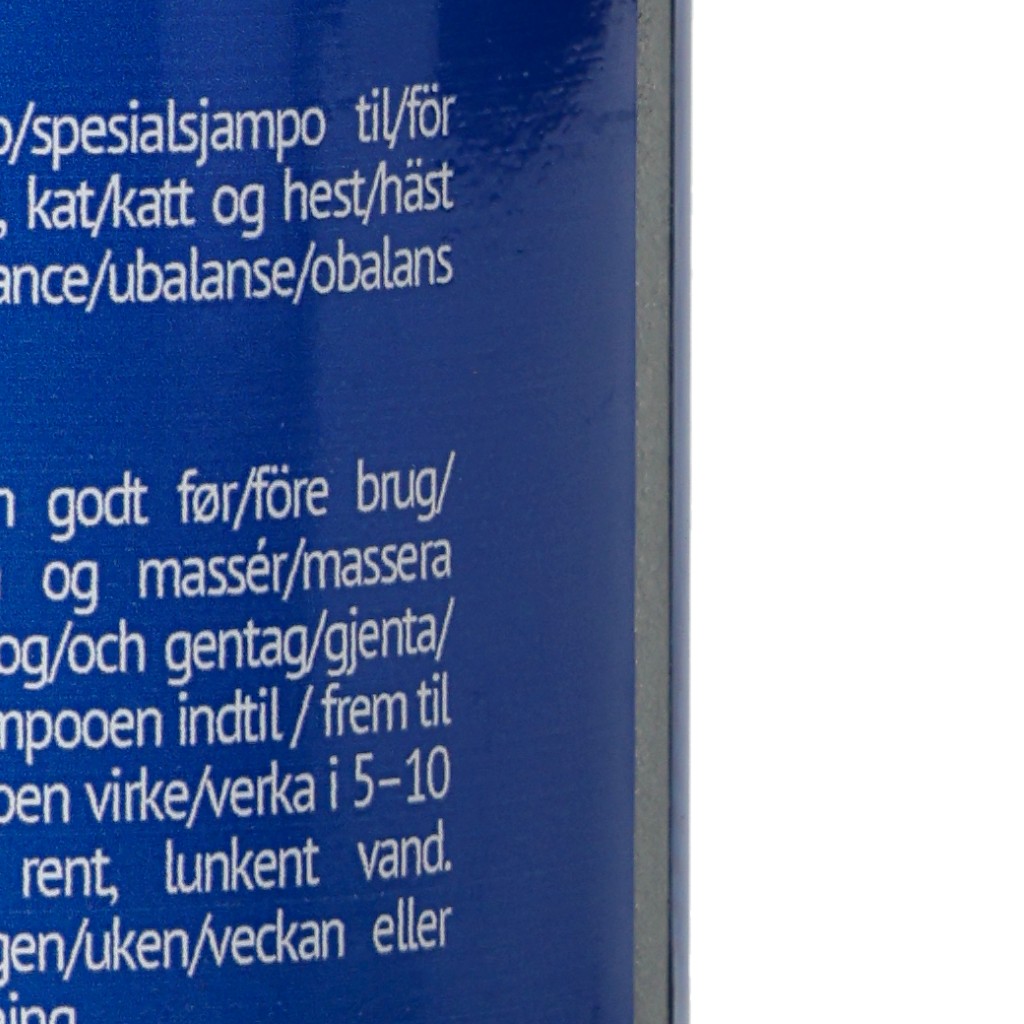 o/spesialsjampo til/för
, kat/katt og hest/häst
ance/ubalanse/obalans
n godt før/före brug/
og massér/massera
og/och gentag/gjenta/
mpooen indtil / frem til
oen virke/verka i 5–10
rent, lunkent vand.
gen/uken/veckan eller